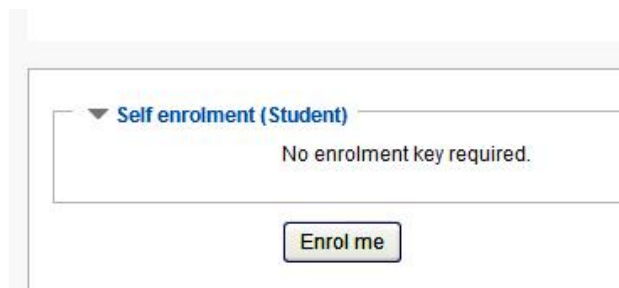 Self enrolment (Student)
No enrolment key required.
Enrol me